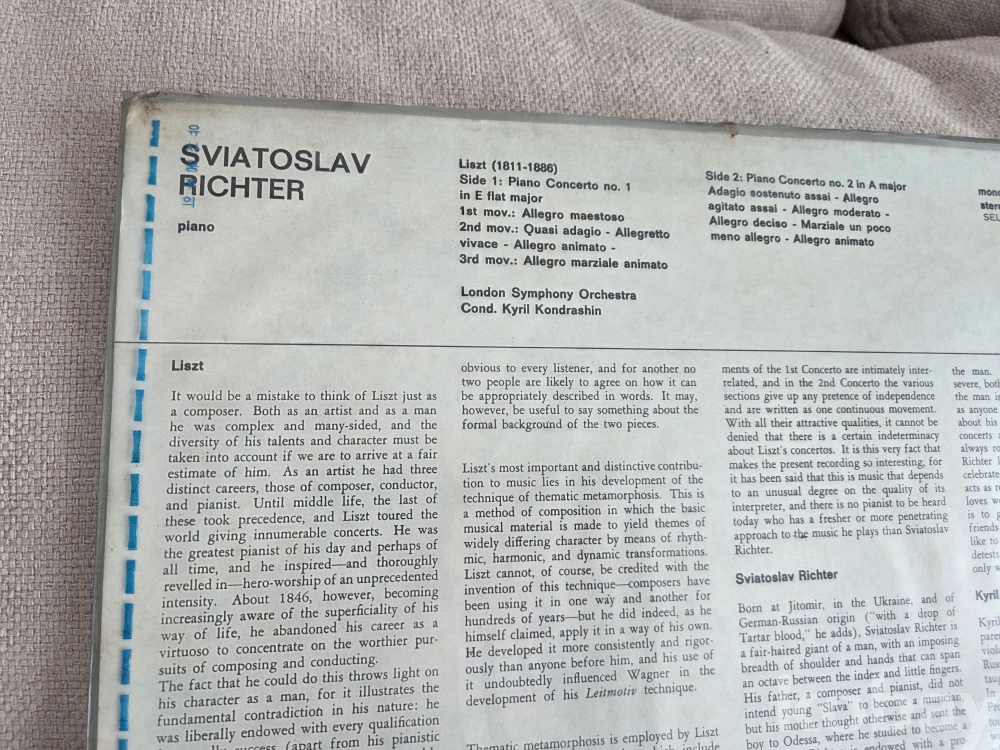 SVIATOSLAV
RICHTER
piano
Liszt (1811-1886)
Side 1: Piano Concerto no. 1
in E flat major
1st mov.: Allegro maestoso
2nd mov.: Quasi adagio - Allegretto
vivace - Allegro animato -
3rd mov.: Allegro marziale animato
London Symphony Orchestra
Cond. Kyril Kondrashin
Side 2: Piano Concerto no. 2 in A major
Adagio sostenuto assai - Allegro
agitato assai - Allegro moderato -
Allegro deciso - Marziale un poco
meno allegro - Allegro animato
mono
SEL
Liszt
It would be a mistake to think of Liszt just as
a composer. Both as an artist and as a man
he was complex and many-sided, and the
diversity of his talents and character must be
taken into account if we are to arrive at a fair
estimate of him. As an artist he had three
distinct careers, those of composer, conductor,
and pianist. Until middle life, the last of
these took precedence, and Liszt toured the
world giving innumerable concerts. He was
the greatest pianist of his day and perhaps of
all time, and he inspired—and thoroughly
revelled in—hero-worship of an unprecedented
intensity. About 1846, however, becoming
increasingly aware of the superficiality of his
way of life, he abandoned his career as a
virtuoso to concentrate on the worthier pur-
suits of composing and conducting.
The fact that he could do this throws light on
his character as a man, for it illustrates the
fundamental contradiction in his nature: he
was liberally endowed with every qualification
success (apart from his pianistic
obvious to every listener, and for another no
two people are likely to agree on how it can
be appropriately described in words. It may,
however, be useful to say something about the
formal background of the two pieces.
Liszt's most important and distinctive contribu-
tion to music lies in his development of the
technique of thematic metamorphosis. This is
a method of composition in which the basic
musical material is made to yield themes of
widely differing character by means of rhyth-
mic, harmonic, and dynamic transformations.
Liszt cannot, of course, be credited with the
invention of this technique—composers have
been using it in one way and another for
hundreds of years—but he did indeed, as he
himself claimed, apply it in a way of his own.
He developed it more consistently and rigor-
ously than anyone before him, and his use of
it undoubtedly influenced Wagner in the
development of his Leitmotiv technique.
Thematic metamorphosis is employed by Liszt
which include
ments of the 1st Concerto are intimately inter-
related, and in the 2nd Concerto the various
sections give up any pretence of independence
and are written as one continuous movement.
With all their attractive qualities, it cannot be
denied that there is a certain indeterminacy
about Liszt's concertos. It is this very fact that
makes the present recording so interesting, for
it has been said that this is music that depends
to an unusual degree on the quality of its
interpreter, and there is no pianist to be heard
today who has a fresher or more penetrating
approach to the music he plays than Sviatoslav
Richter.
Sviatoslav Richter
Born at Jitomir, in the Ukraine, and of
German-Russian origin ("with a drop of
Tartar blood," he adds), Sviatoslav Richter is
a fair-haired giant of a man, with an imposing
breadth of shoulder and hands that can span
an octave between the index and little fingers.
His father, a composer and pianist, did not
intend young "Slava" to become a musician
but his mother thought otherwise and sent the
boy to Odessa, where he studied to become a
endowed with a pro-
the man.
severe, both
the man is
as anyone
about his
concerts
always
Richter
celebrate
acts as
loves
is to
friends
like to
detests
only
Kyril
Kyril